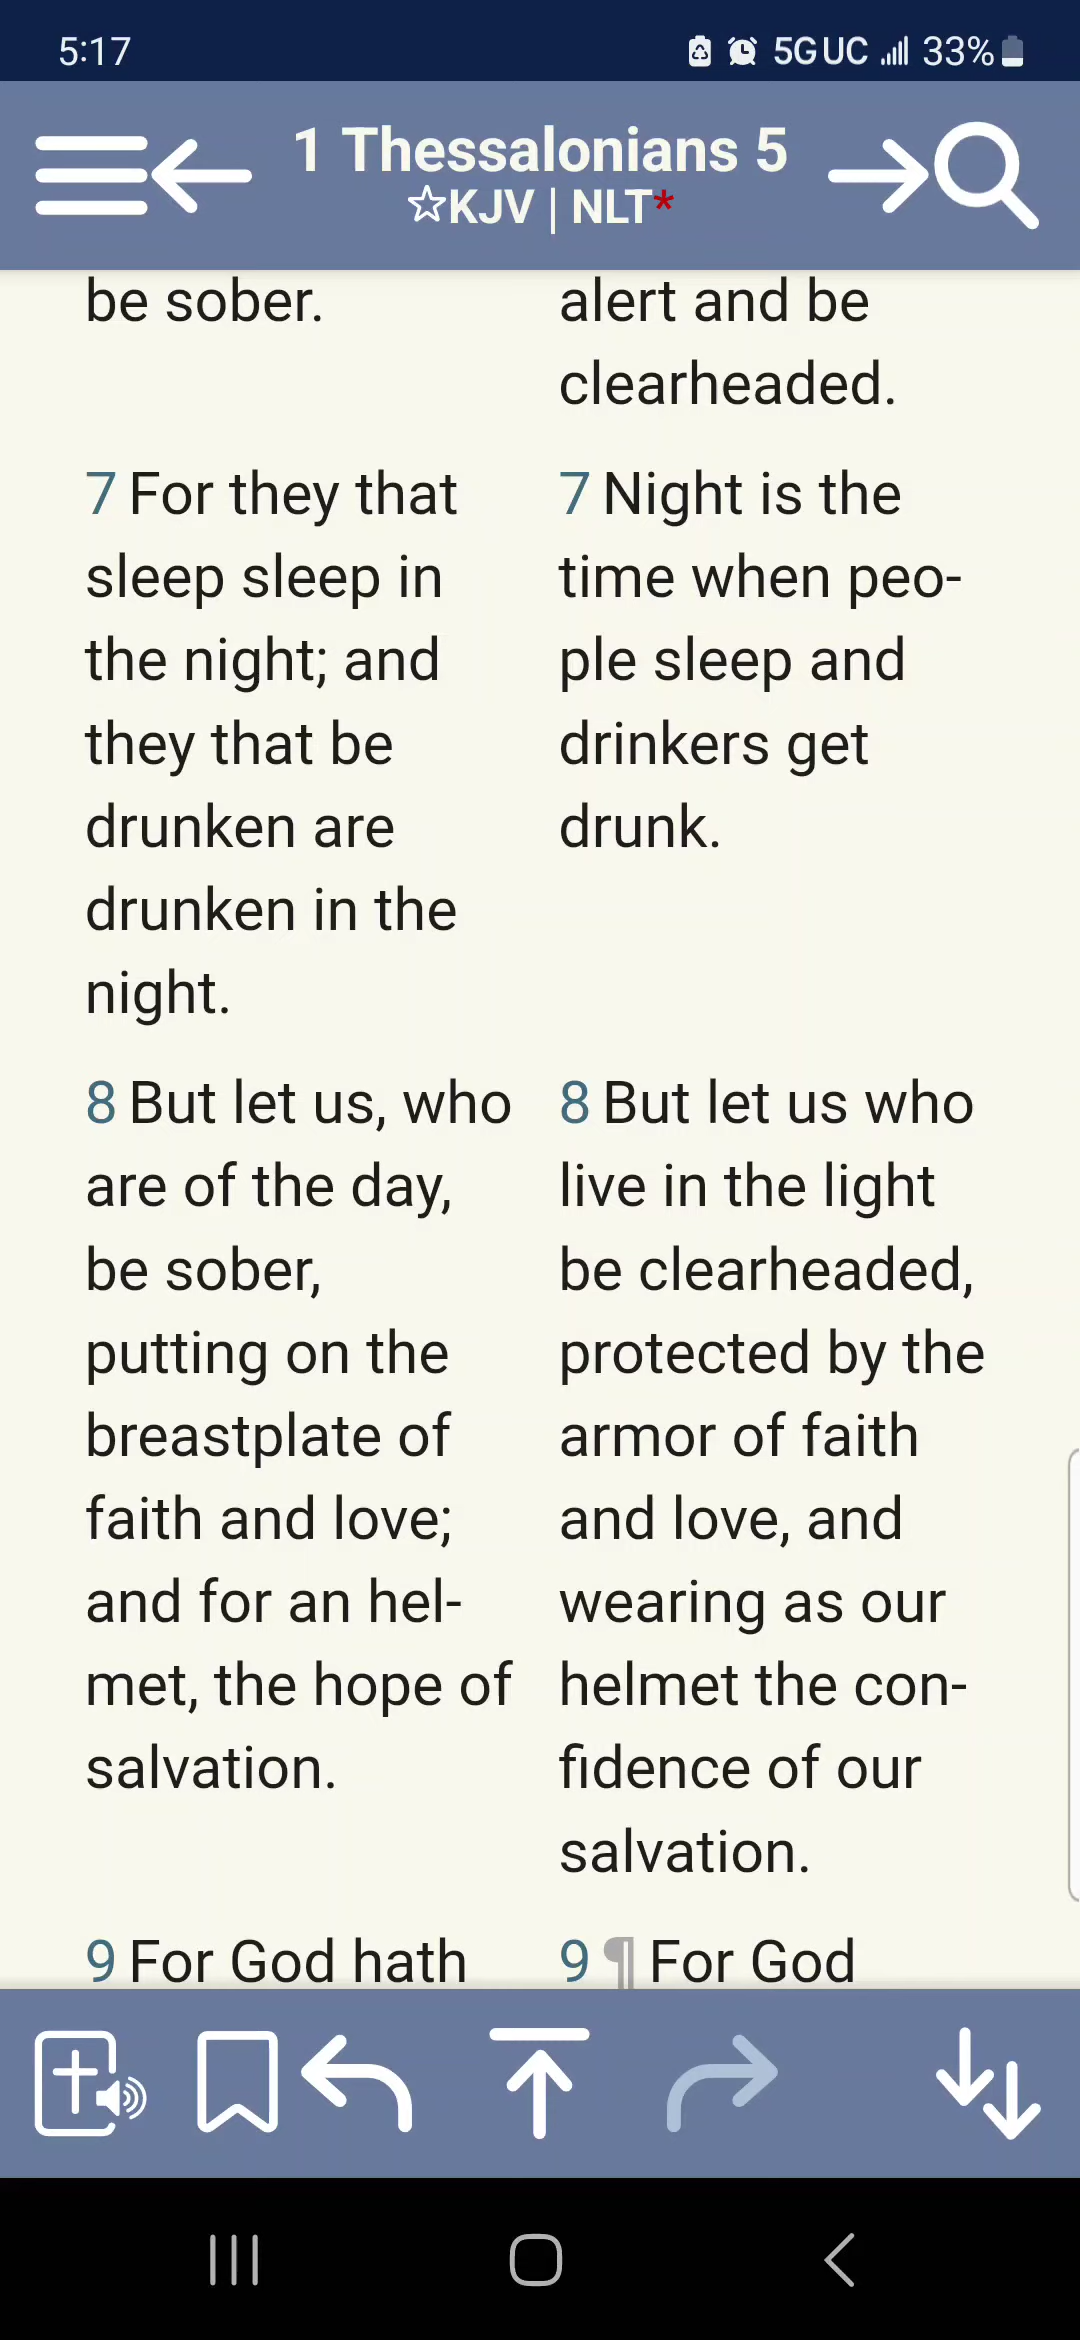 5:17
5G UC 33%
1 Thessalonians 5
☆KJV | NLT*
be sober.
7 For they that
sleep sleep in
the night; and
they that be
drunken are
drunken in the
night.
8 But let us, who
are of the day,
be sober,
putting on the
breastplate of
faith and love;
and for an hel-
met, the hope of
salvation.
9 For God hath
alert and be
clearheaded.
7 Night is the
time when peo-
ple sleep and
drinkers get
drunk.
8 But let us who
live in the light
be clearheaded,
protected by the
armor of faith
and love, and
wearing as our
helmet the con-
fidence of our
salvation.
9 ¶ For God